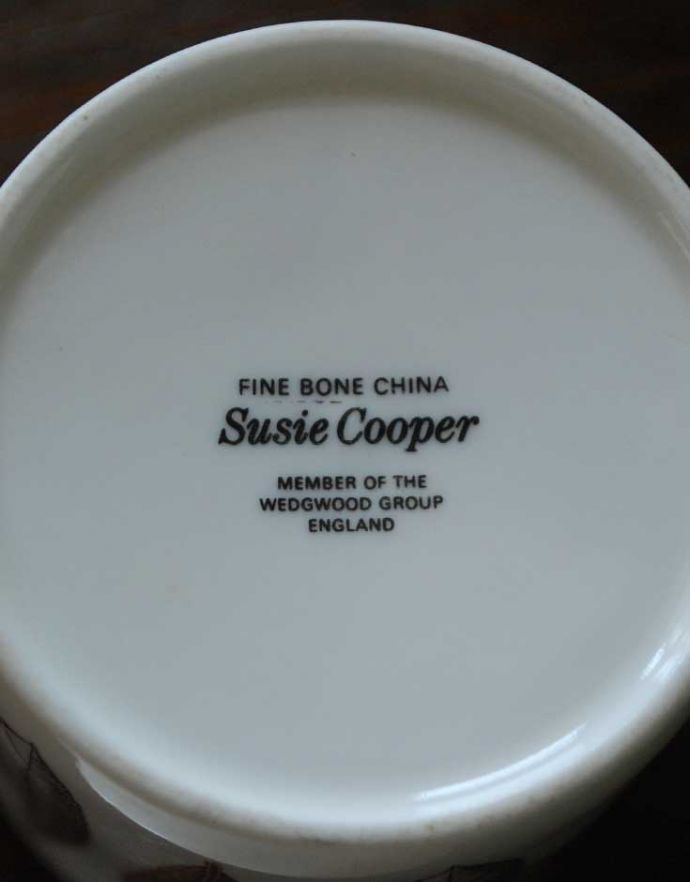 FINE BONE CHINA
Susie Cooper
MEMBER OF THE
WEDGWOOD GROUP
ENGLAND